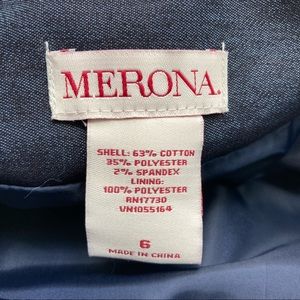 MERONA.
SHELL: 63% COTTON
35% POLYESTER
2% SPANDEX
LINING:
100% POLYESTER
RN17730
VN1055164
6
MADE IN CHINA